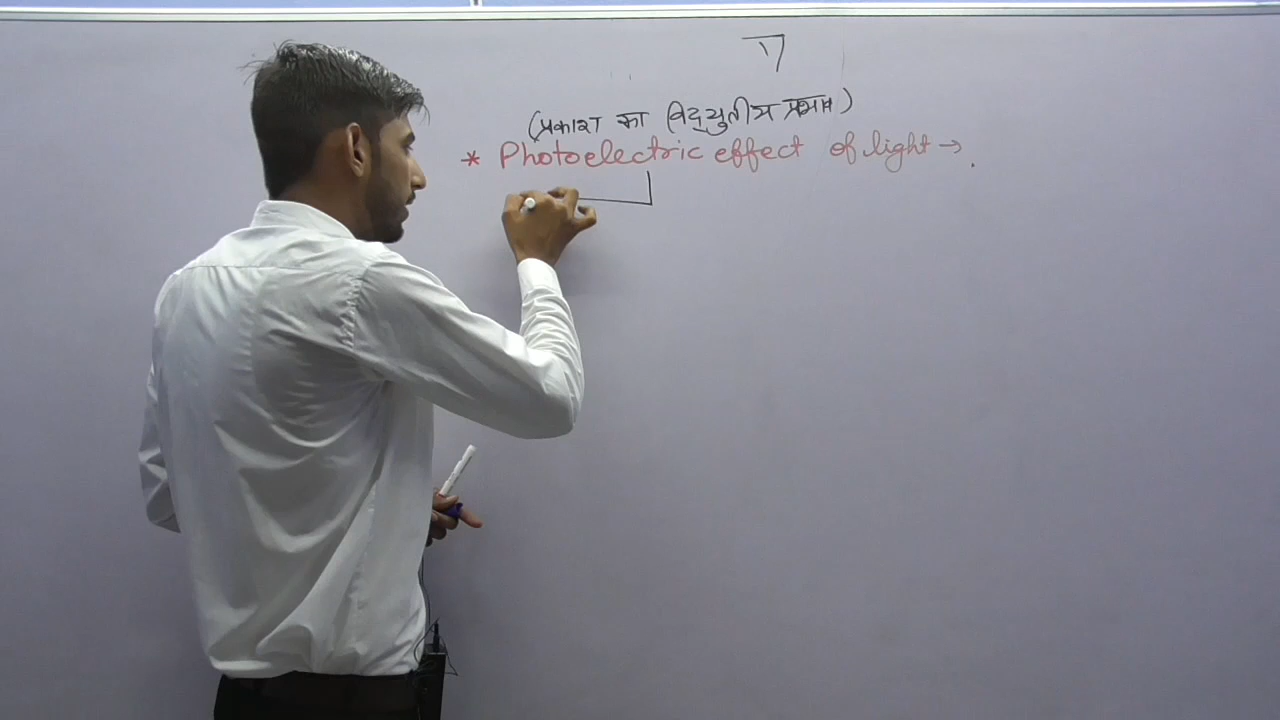 (प्रकाश का विद्युतीय प्रभाव)
* Photoelectric effect of light →